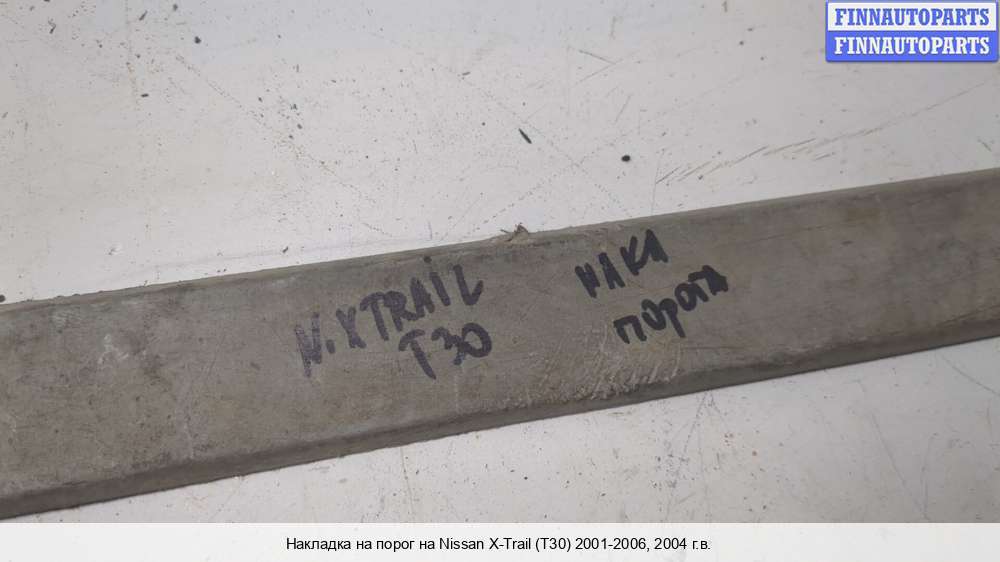 FINNAUTOPARTS
FINNAUTOPARTS
N. XTRAIL
T30
НАКЛ
порога
Накладка на порог на Nissan X-Trail (T30) 2001-2006, 2004 г.в.